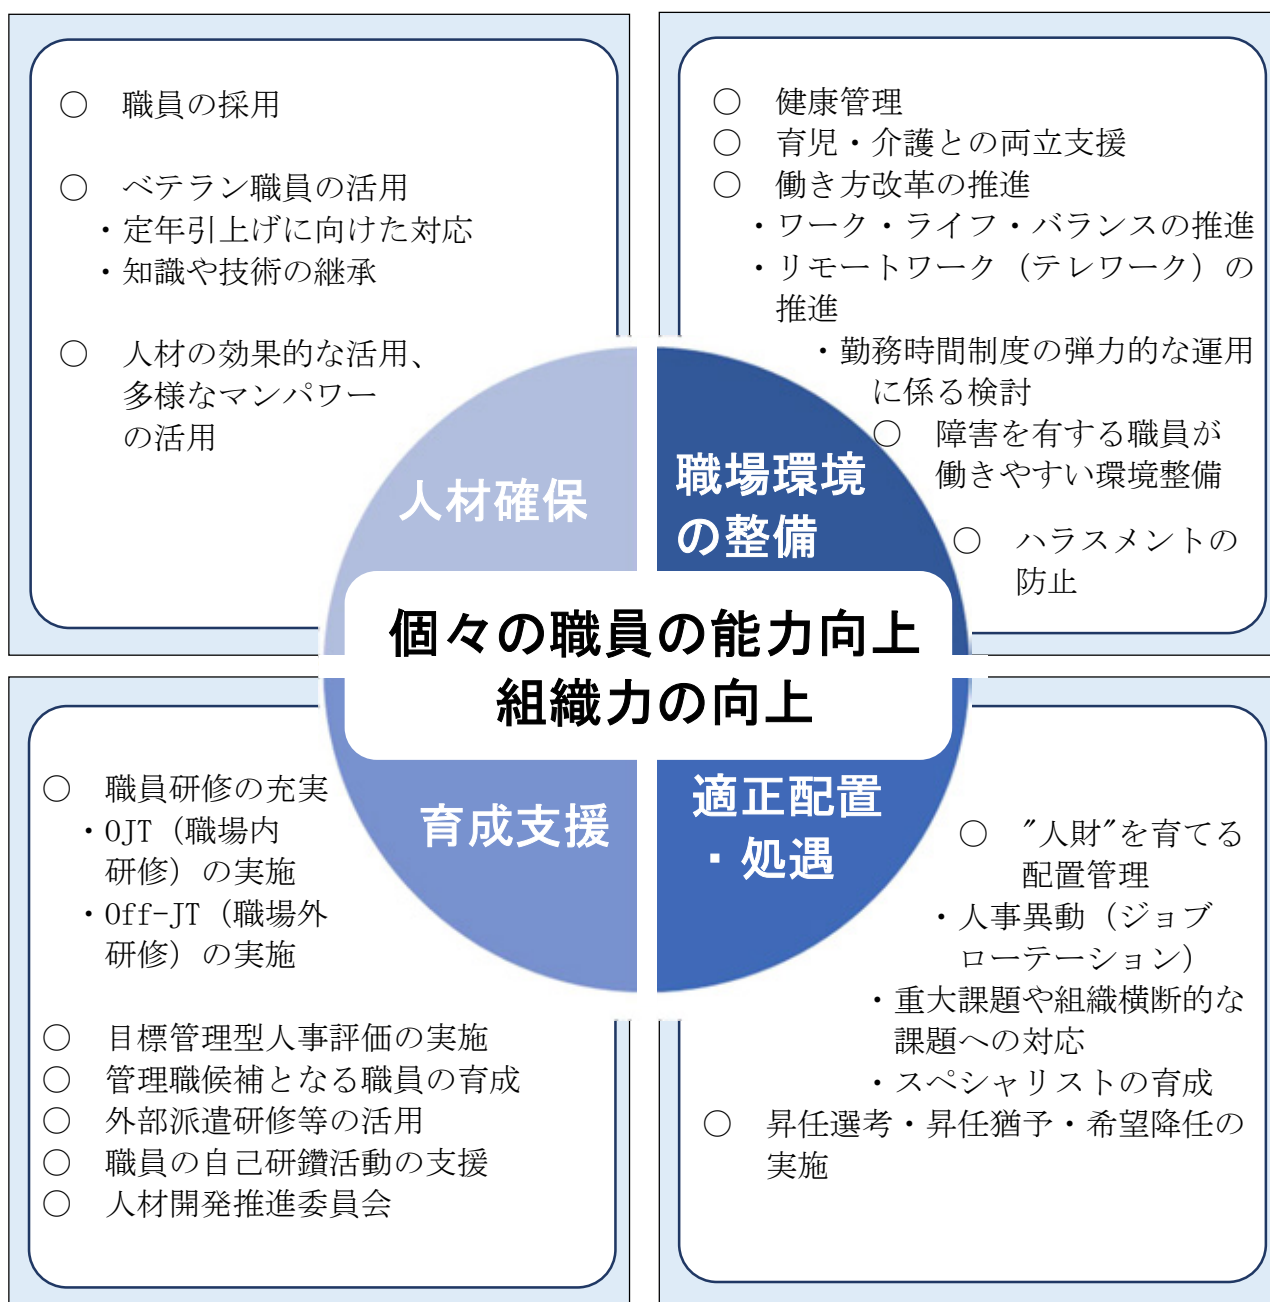 ○ 職員の採用
○ ベテラン職員の活用
・定年引上げに向けた対応
・知識や技術の継承
○ 人材の効果的な活用、
多様なマンパワー
の活用
人材確保
○ 健康管理
○ 育児・介護との両立支援
○ 働き方改革の推進
・ワーク・ライフ・バランスの推進
・リモートワーク（テレワーク）の
推進
・勤務時間制度の弾力的な運用
に係る検討
○ 障害を有する職員が
働きやすい環境整備
○ ハラスメントの
防止
職場環境
の整備
個々の職員の能力向上
組織力の向上
育成支援
○ 職員研修の充実
・OJT（職場内
研修）の実施
・Off-JT（職場外
研修）の実施
○ 目標管理型人事評価の実施
○ 管理職候補となる職員の育成
○ 外部派遣研修等の活用
○ 職員の自己研鑽活動の支援
○ 人材開発推進委員会
適正配置
・処遇
○ ″人財″を育てる
配置管理
・人事異動（ジョブ
ローテーション）
・重大課題や組織横断的な
課題への対応
・スペシャリストの育成
○ 昇任選考・昇任猶予・希望降任の
実施